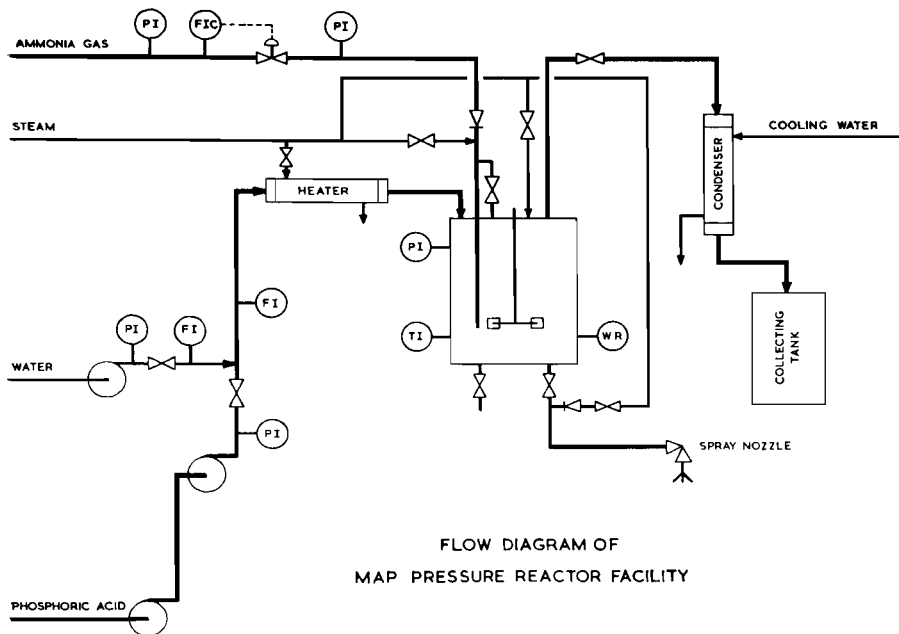 PI
FIC
PI
AMMONIA GAS
STEAM
COOLING WATER
CONDENSER
HEATER
PI
FI
PI
FI
TI
WR
WATER
COLLECTING
TANK
PI
SPRAY NOZZLE
FLOW DIAGRAM OF
MAP PRESSURE REACTOR FACILITY
PHOSPHORIC ACID